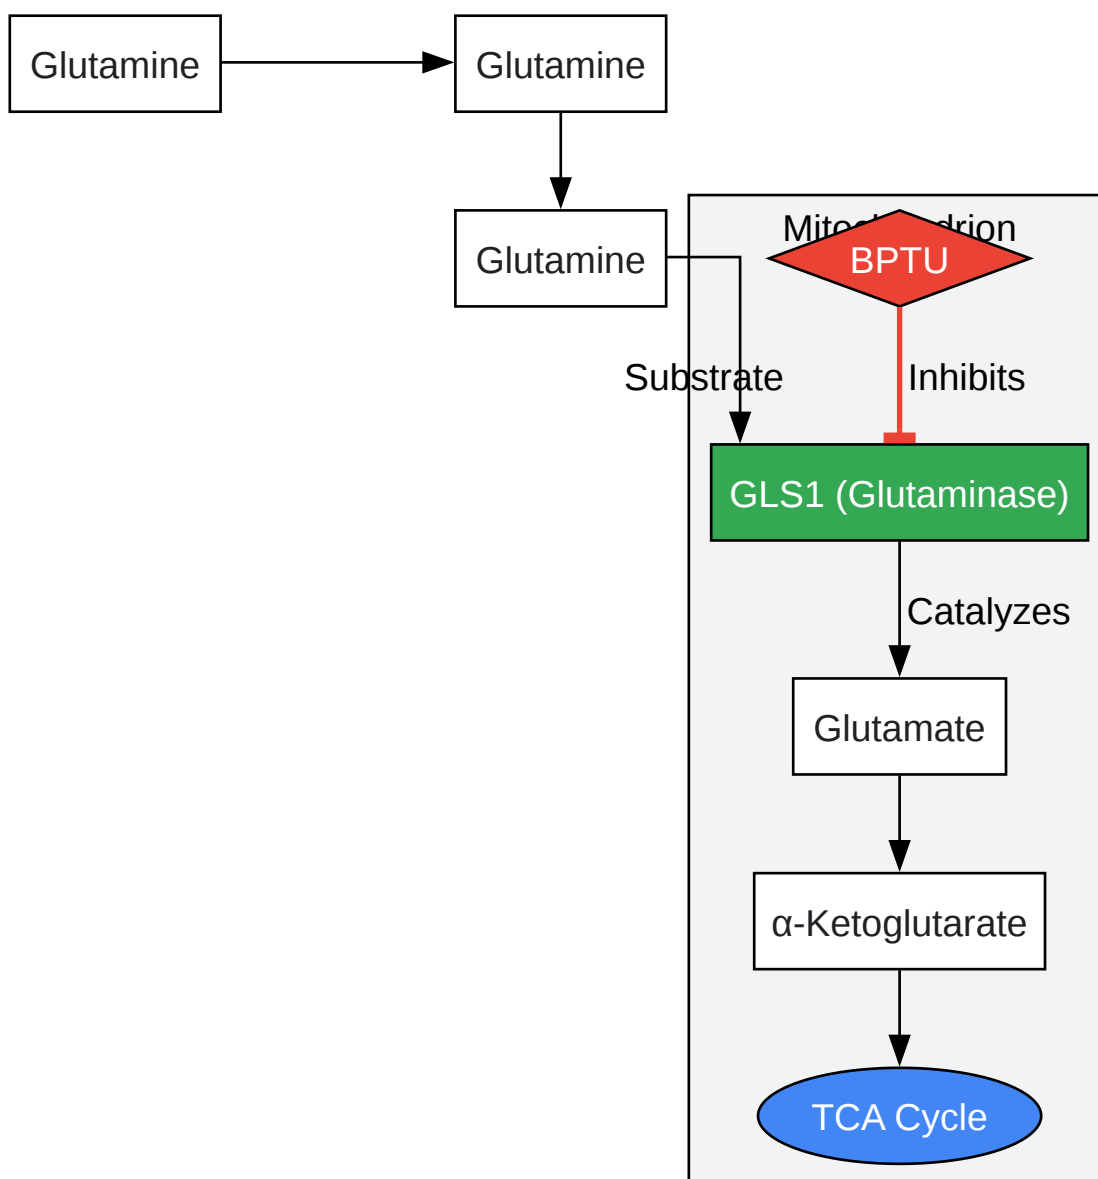 Glutamine
Glutamine
Glutamine
BPTU
Substrate
Inhibits
GLS1 (Glutaminase)
Catalyzes
Glutamate
α-Ketoglutarate
TCA Cycle